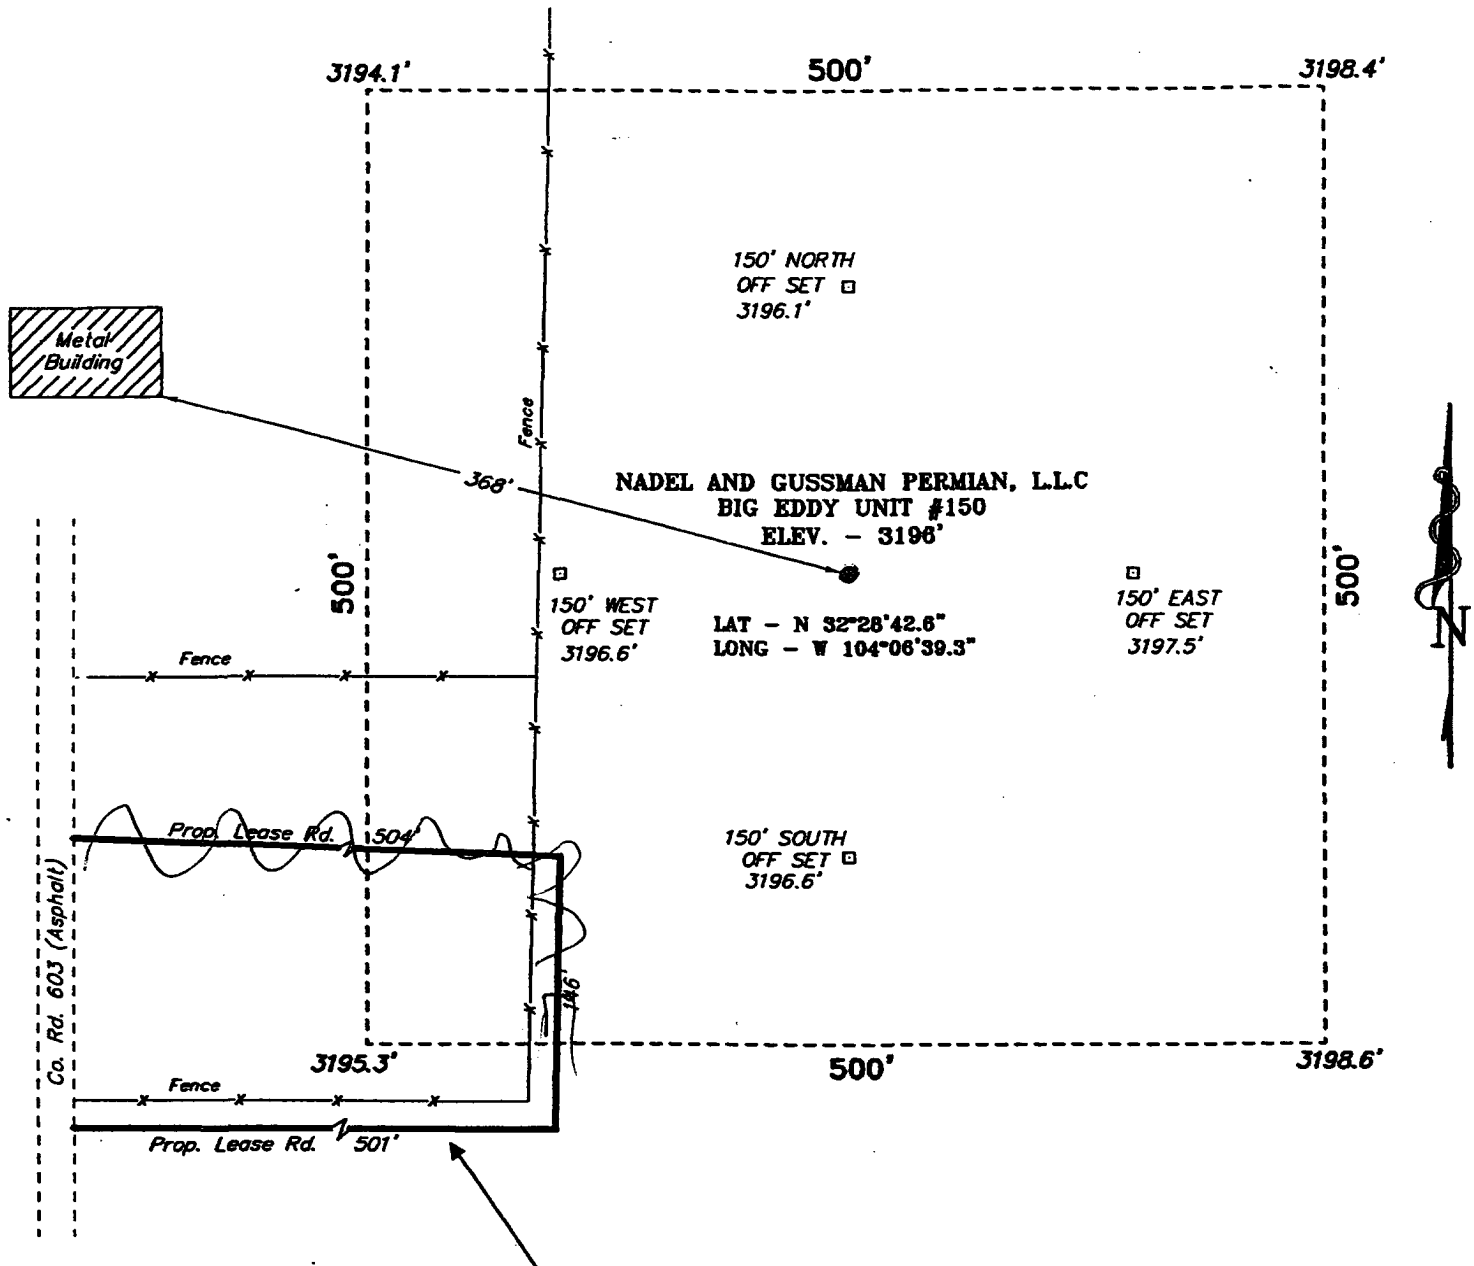 3194.1'
500'
3198.4'
150' NORTH
OFF SET
3196.1'
Metal
Building
Fence
368'
NADEL AND GUSSMAN PERMIAN, L.L.C
BIG EDDY UNIT #150
ELEV. - 3196'
500'
150' WEST
OFF SET
3196.6'
LAT - N 32°28'42.6"
LONG - W 104°06'39.3"
150' EAST
OFF SET
3197.5'
500'
N
Fence
Prop. Lease Rd. 504'
150' SOUTH
OFF SET
3196.6'
Co. Rd. 603 (Asphalt)
146'
3195.3'
500'
3198.6'
Fence
Prop. Lease Rd. 501'